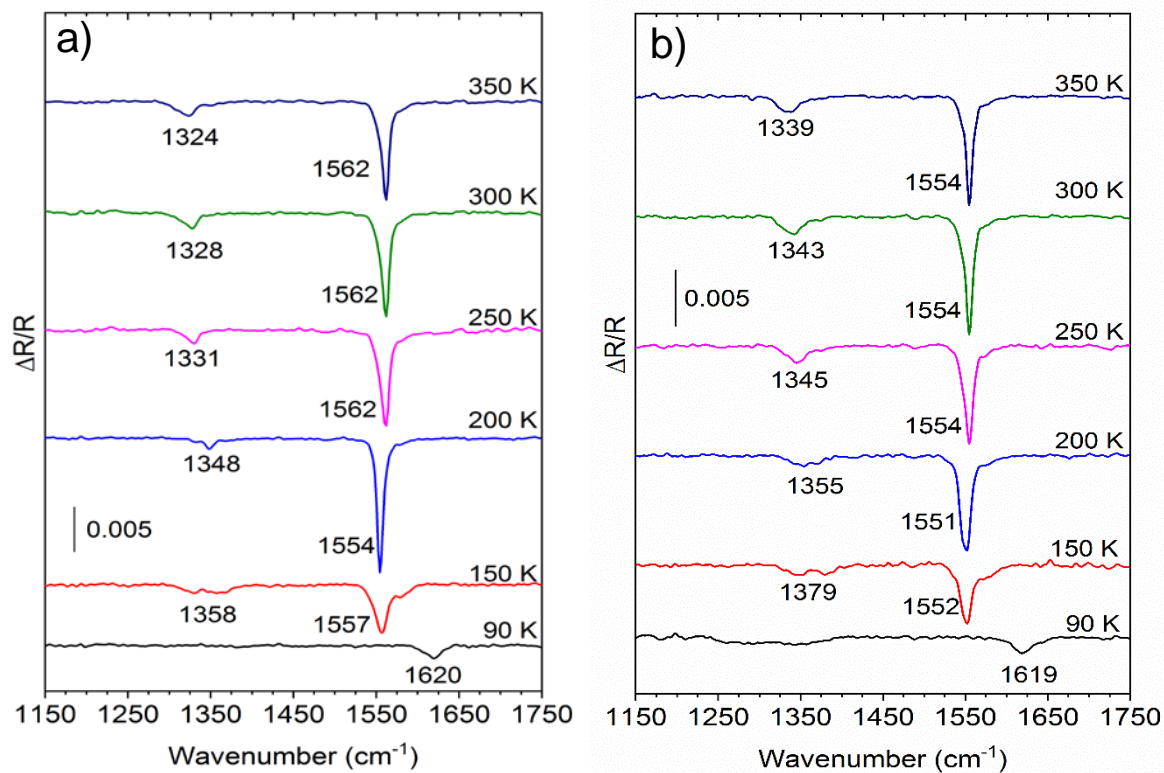 a)
350 K
1324
1562
300 K
1328
1562
250 K
1331
1562
200 K
1348
0.005
1554
150 K
1358
1557
90 K
1620
ΔR/R
1150 1250 1350 1450 1550 1650 1750
Wavenumber (cm⁻¹)
b)
350 K
1339
1554
300 K
1343
0.005
1554
250 K
1345
1554
200 K
1355
1551
150 K
1379
1552
90 K
1619
ΔR/R
1150 1250 1350 1450 1550 1650 1750
Wavenumber (cm⁻¹)